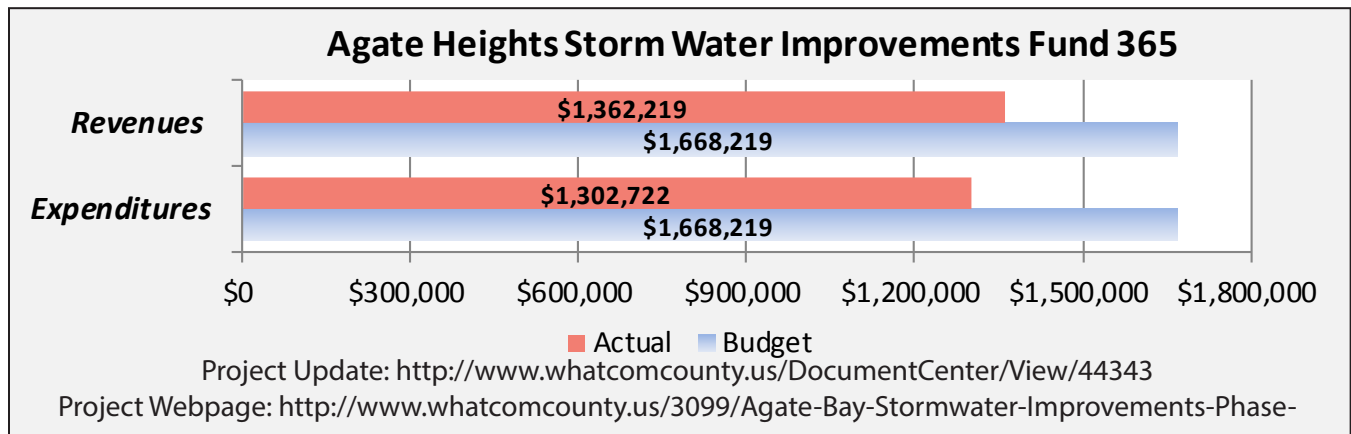 Agate Heights Storm Water Improvements Fund 365
Revenues
$1,362,219
$1,668,219
Expenditures
$1,302,722
$1,668,219
$0 $300,000 $600,000 $900,000 $1,200,000 $1,500,000 $1,800,000
Actual Budget
Project Update: http://www.whatcomcounty.us/DocumentCenter/View/44343
Project Webpage: http://www.whatcomcounty.us/3099/Agate-Bay-Stormwater-Improvements-Phase-